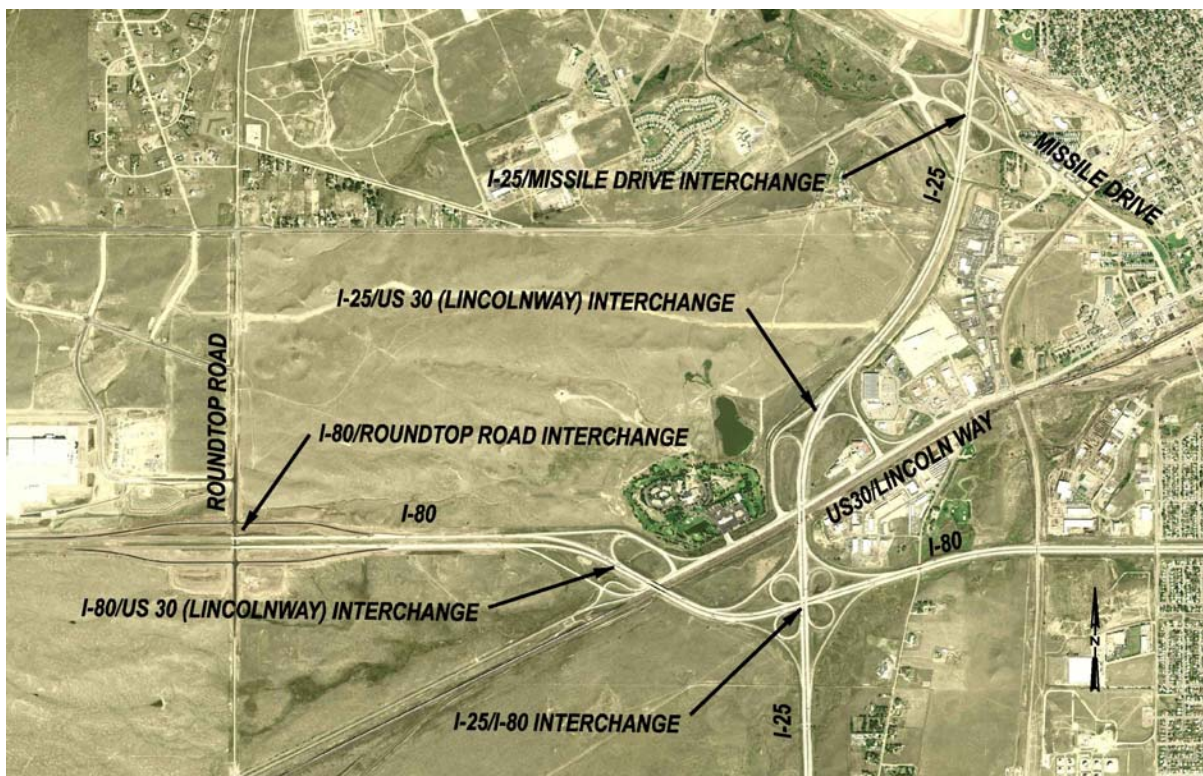 I-25/MISSILE DRIVE INTERCHANGE
I-25
MISSILE DRIVE
I-25/US 30 (LINCOLNWAY) INTERCHANGE
ROUNDTOP ROAD
I-80/ROUNDTOP ROAD INTERCHANGE
US30/LINCOLN WAY
I-80
I-80
I-80/US 30 (LINCOLNWAY) INTERCHANGE
N
I-25/I-80 INTERCHANGE
I-25